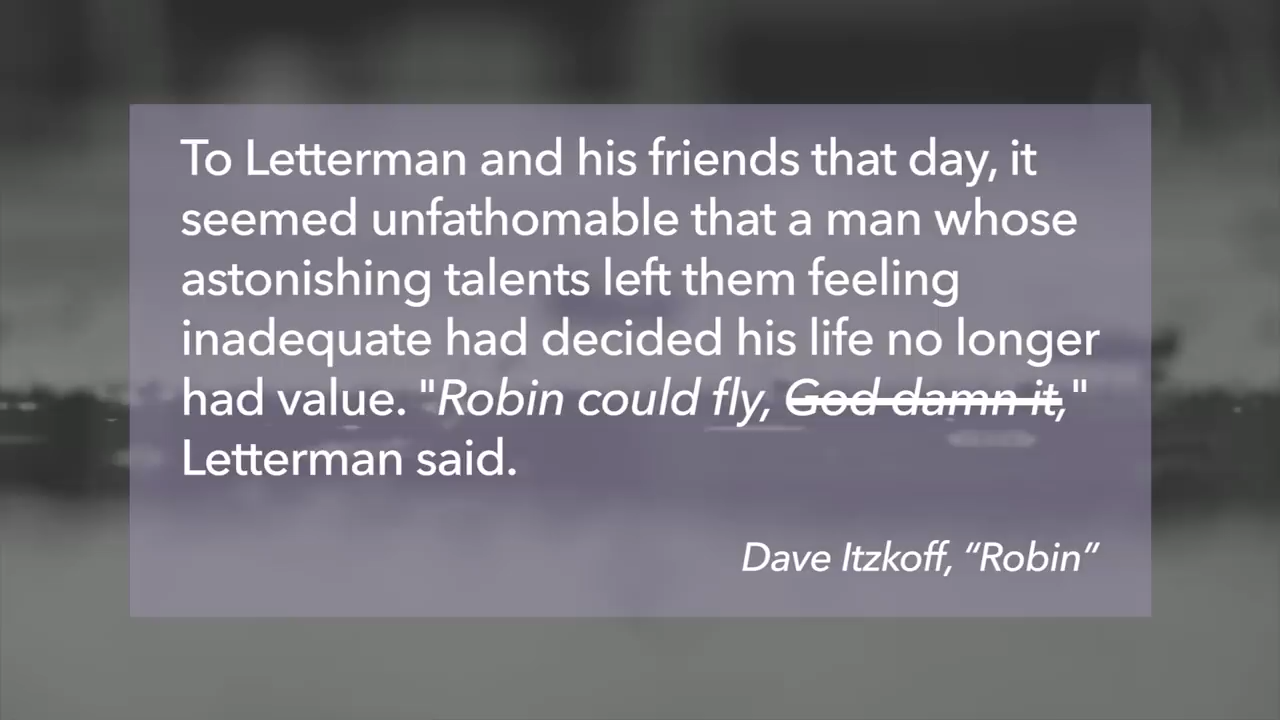 To Letterman and his friends that day, it
seemed unfathomable that a man whose
astonishing talents left them feeling
inadequate had decided his life no longer
had value. "Robin could fly, God damn it,"
Letterman said.
Dave Itzkoff, “Robin”